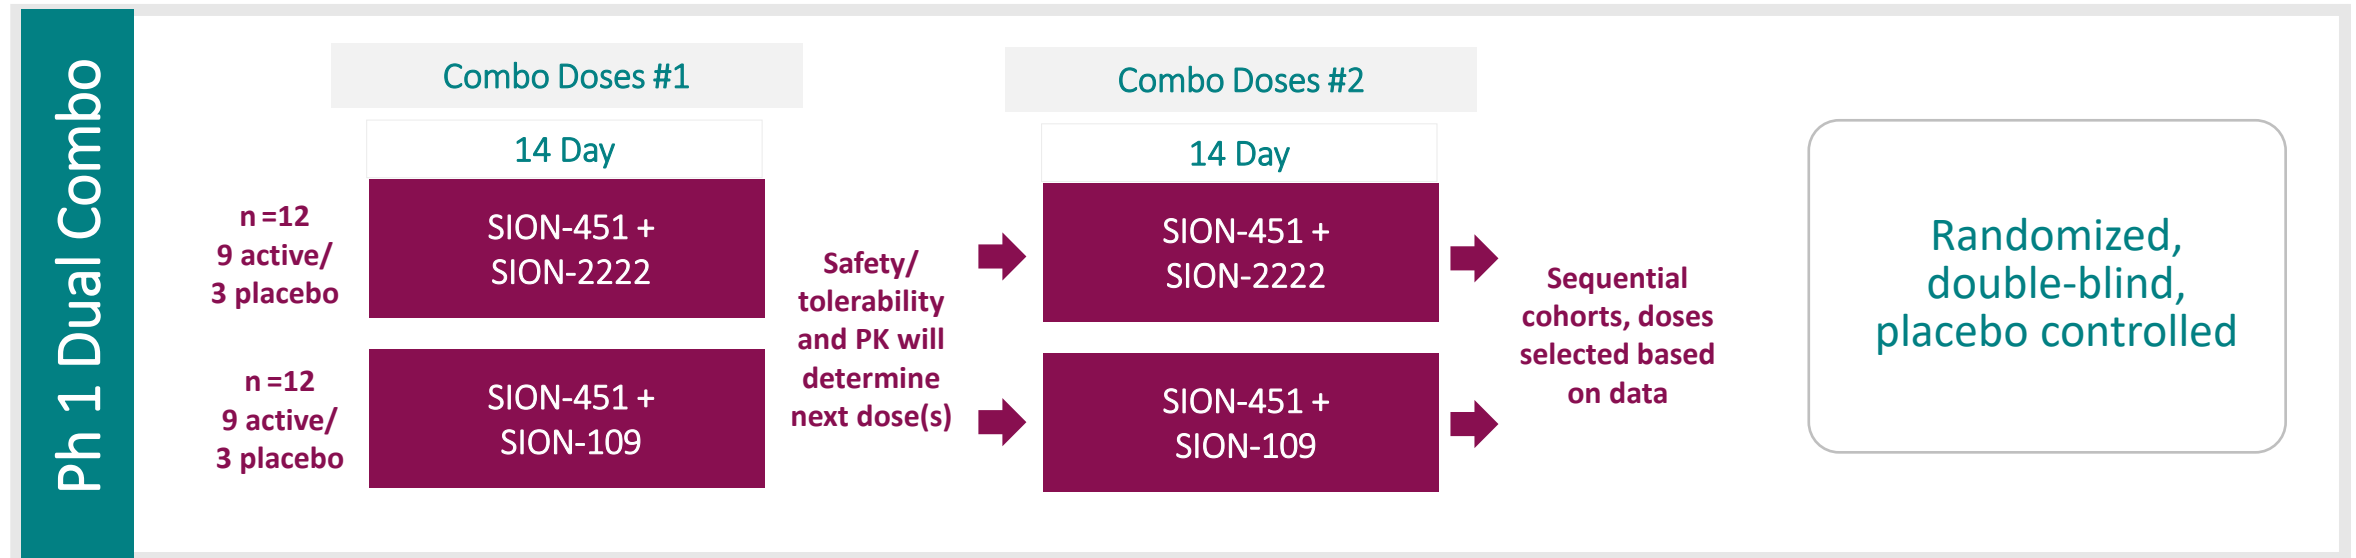 Ph 1 Dual Combo
Combo Doses #1
14 Day
n =12
9 active/
3 placebo
SION-451 +
SION-2222
n =12
9 active/
3 placebo
SION-451 +
SION-109
Safety/
tolerability
and PK will
determine
next dose(s)
Combo Doses #2
14 Day
SION-451 +
SION-2222
SION-451 +
SION-109
Sequential
cohorts, doses
selected based
on data
Randomized,
double-blind,
placebo controlled